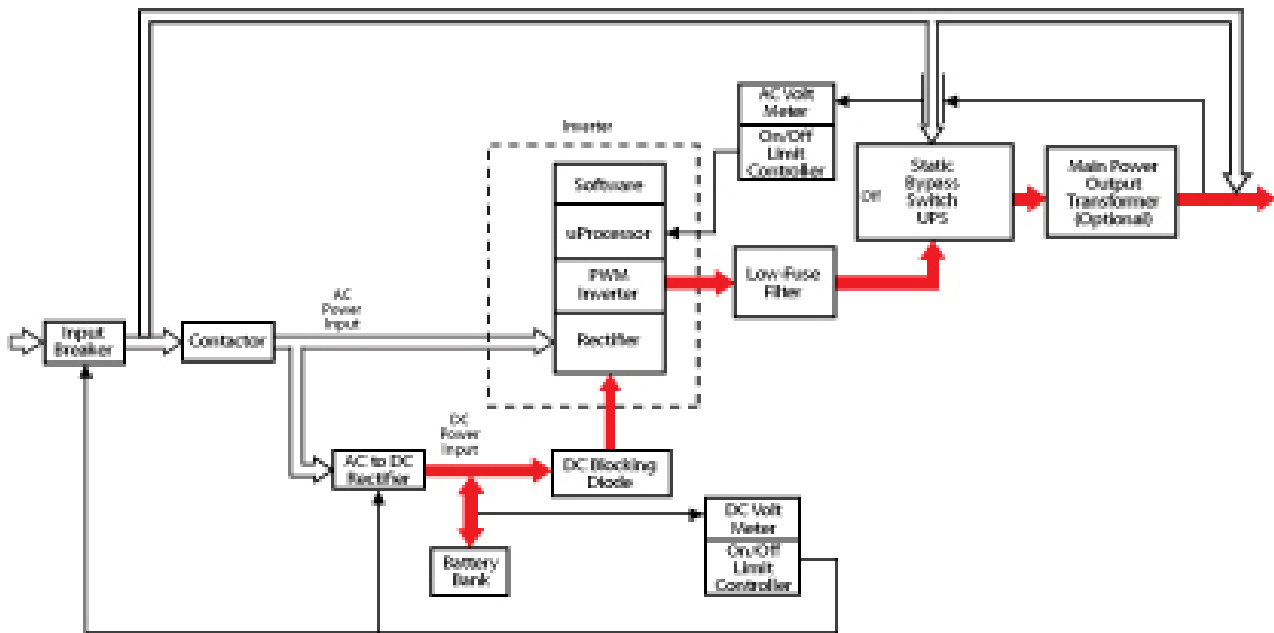 AC Volt
Meter
On/Off
Limit
Controller
Inverter
Software
uProcessor
PWM
Inverter
Rectifier
Static
Bypass
Switch
UPS
Off
Main Power
Output
Transformer
(Optional)
Low-Fuse
Filter
AC
Power
Input
Input
Breaker
Contactor
DC
Power
Input
AC to DC
Rectifier
DC Blocking
Diode
DC Volt
Meter
On/Off
Limit
Controller
Battery
Bank